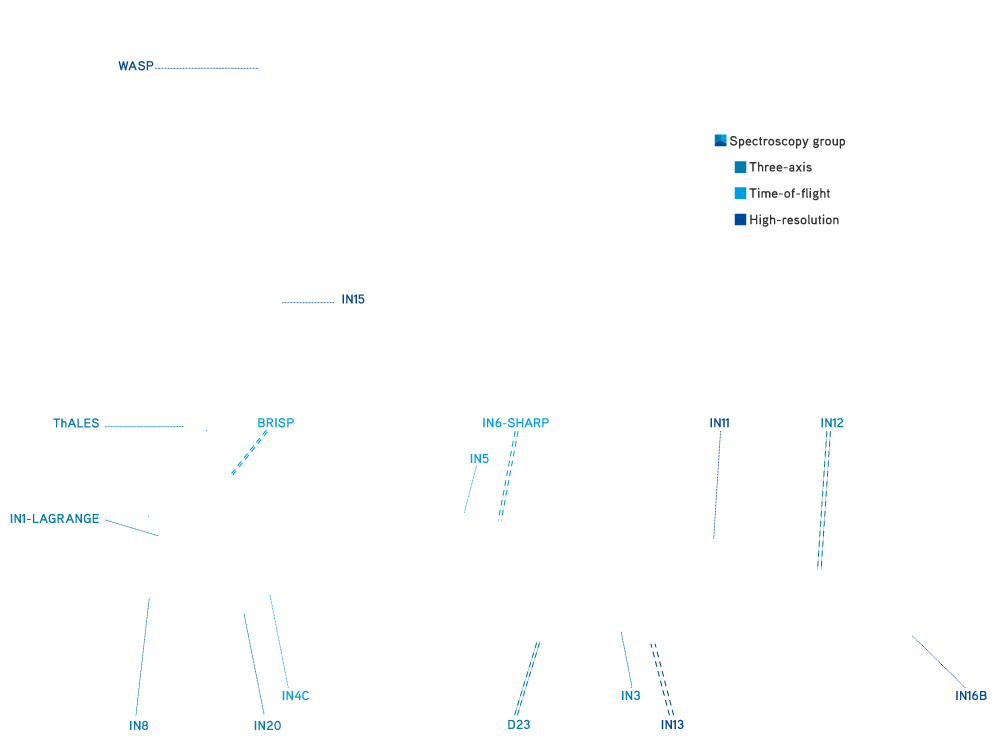 WASP
Spectroscopy group
Three-axis
Time-of-flight
High-resolution
IN15
ThALES
BRISP
IN6-SHARP
IN11
IN12
IN5
IN1-LAGRANGE
IN4C
IN3
IN16B
IN8
IN20
D23
IN13